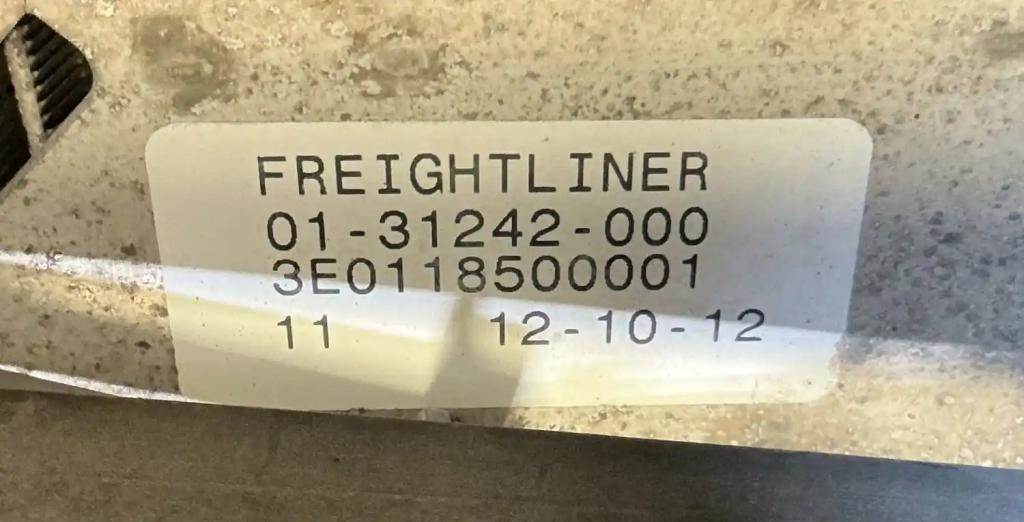 FREIGHTLINER
01-31242-000
3E0118500001
11 12-10-12